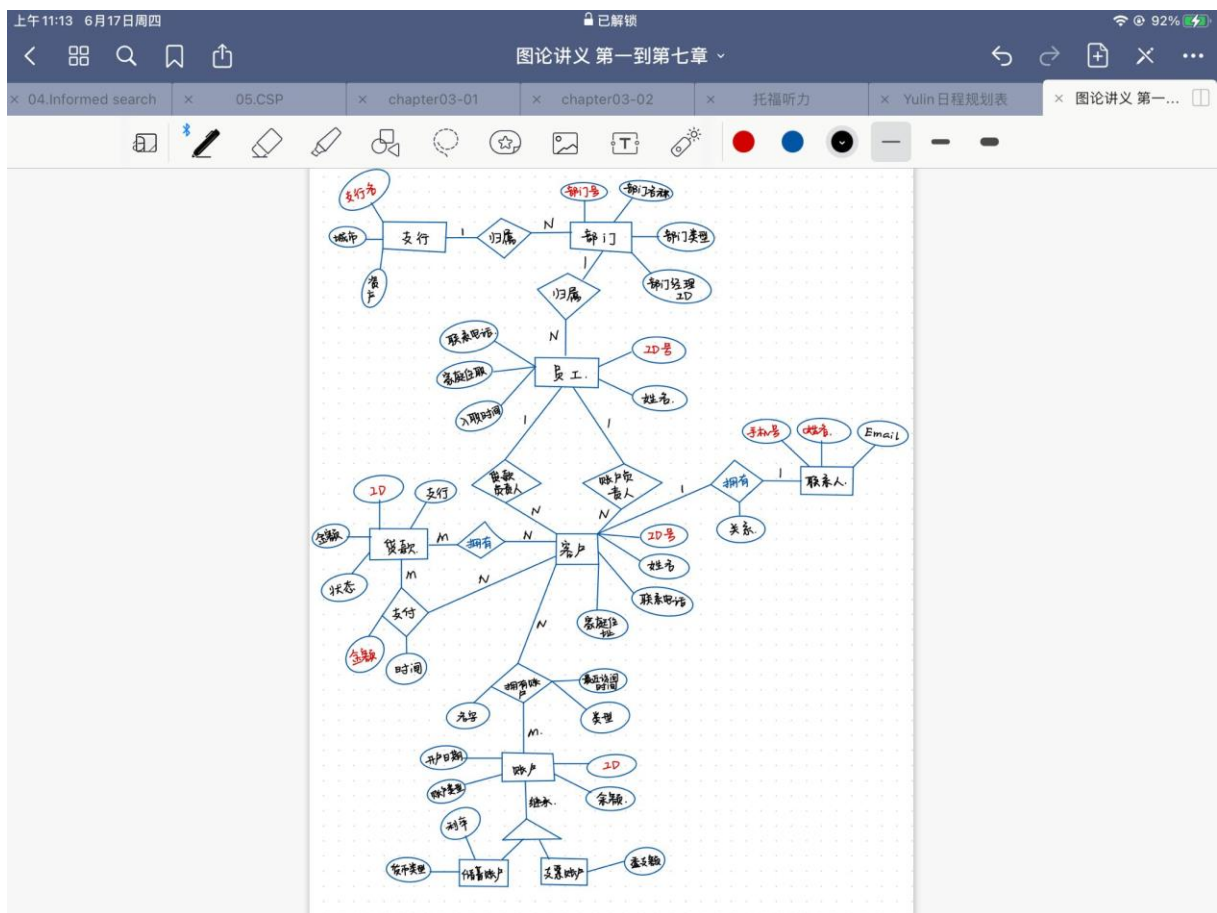 上午11:13 6月17日周四
已解锁
92%
图论讲义 第一到第七章
× 04.Informed search
× 05.CSP
× chapter03-01
× chapter03-02
× 托福听力
× Yulin日程规划表
× 图论讲义 第一...
支行名
部门号
部门名称
城市
支行
1
归属
N
部门
部门类型
资产
1
归属
部门经理
ID
N
联系电话.
ID号
家庭住址
员工.
姓名.
入职时间
1
1
手机号
姓名.
Email
贷款
负责人
账户负
责人
1
拥有
1
联系人.
ID
支行
N
N
关系.
金额
贷款.
M
拥有
N
客户
ID号
姓名
状态
M
N
联系电话
支付
家庭住
址
金额
时间
N
拥有账
户
最近访问
时间
名字
类型
M.
开户日期
账户
ID
账户类型
余额.
继承.
利率
货币类型
储蓄账户
支票账户
透支额